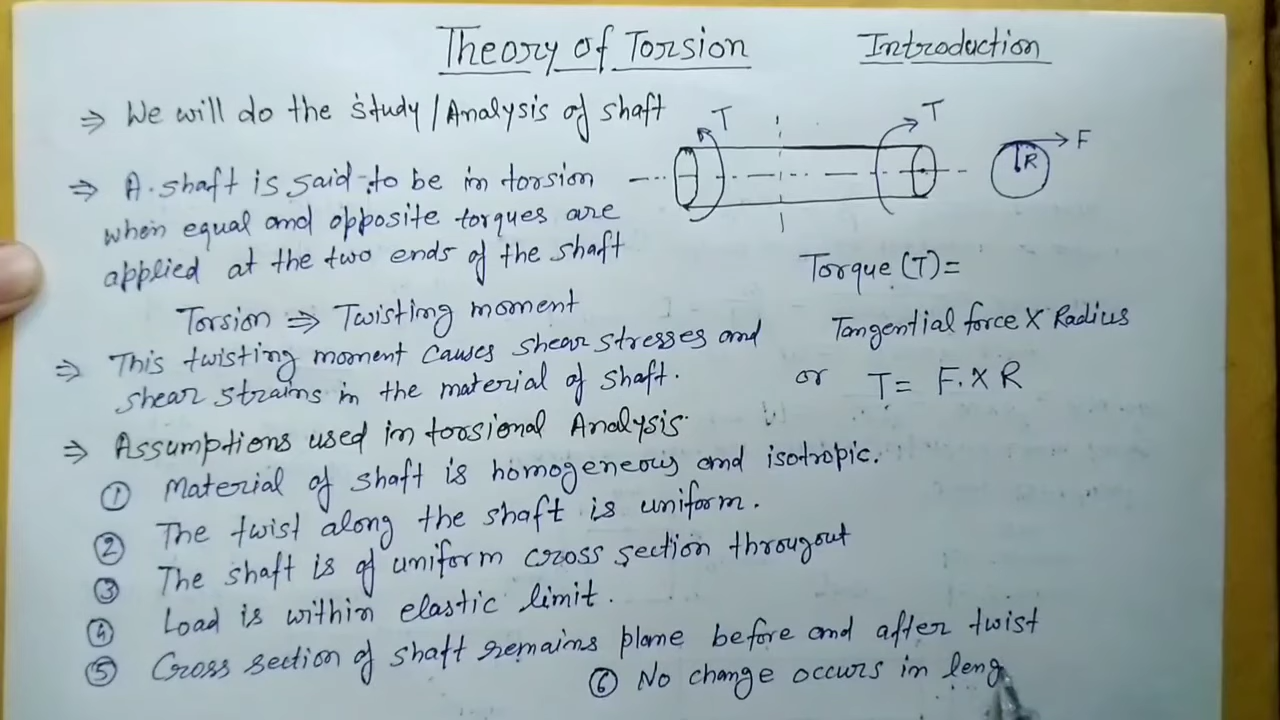 Theory of Torsion Introduction
⇒ We will do the study/Analysis of shaft
T T F R
⇒ A shaft is said to be in torsion
when equal and opposite torques are
applied at the two ends of the shaft
Torsion ⇒ Twisting moment
⇒ This twisting moment causes shear stresses and
shear strains in the material of shaft.
Torque (T) =
Tangential force X Radius
or T = F. X R
⇒ Assumptions used in torsional Analysis.
① Material of shaft is homogeneous and isotropic.
② The twist along the shaft is uniform.
③ The shaft is of uniform cross section througout
④ Load is within elastic limit.
⑤ Cross section of shaft remains plane before and after twist
⑥ No change occurs in leng